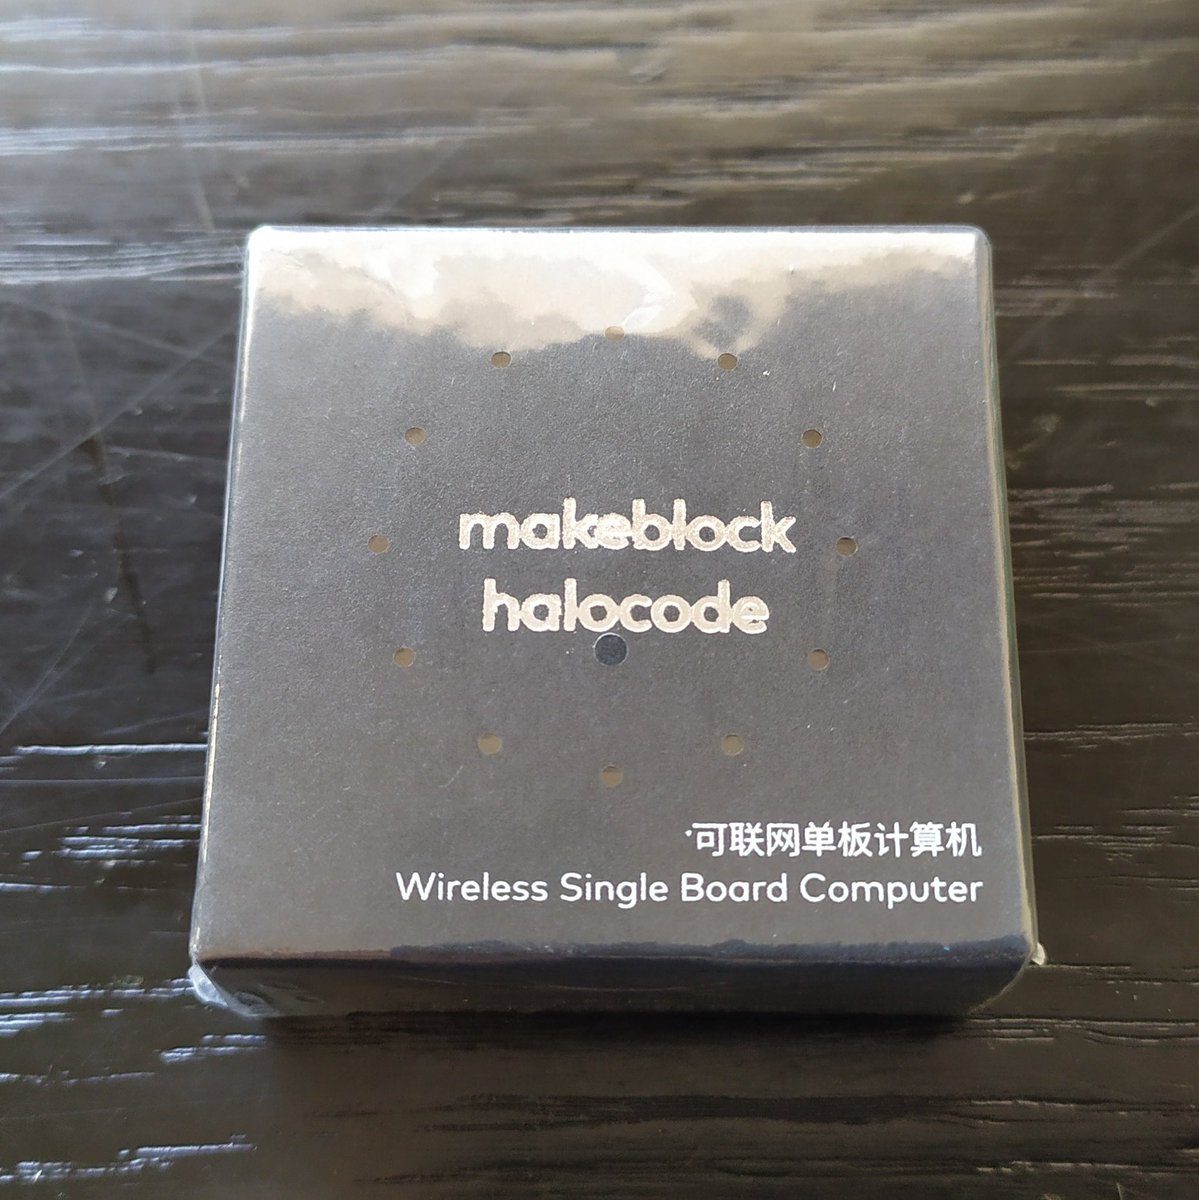 makeblock
halocode
可联网单板计算机
Wireless Single Board Computer